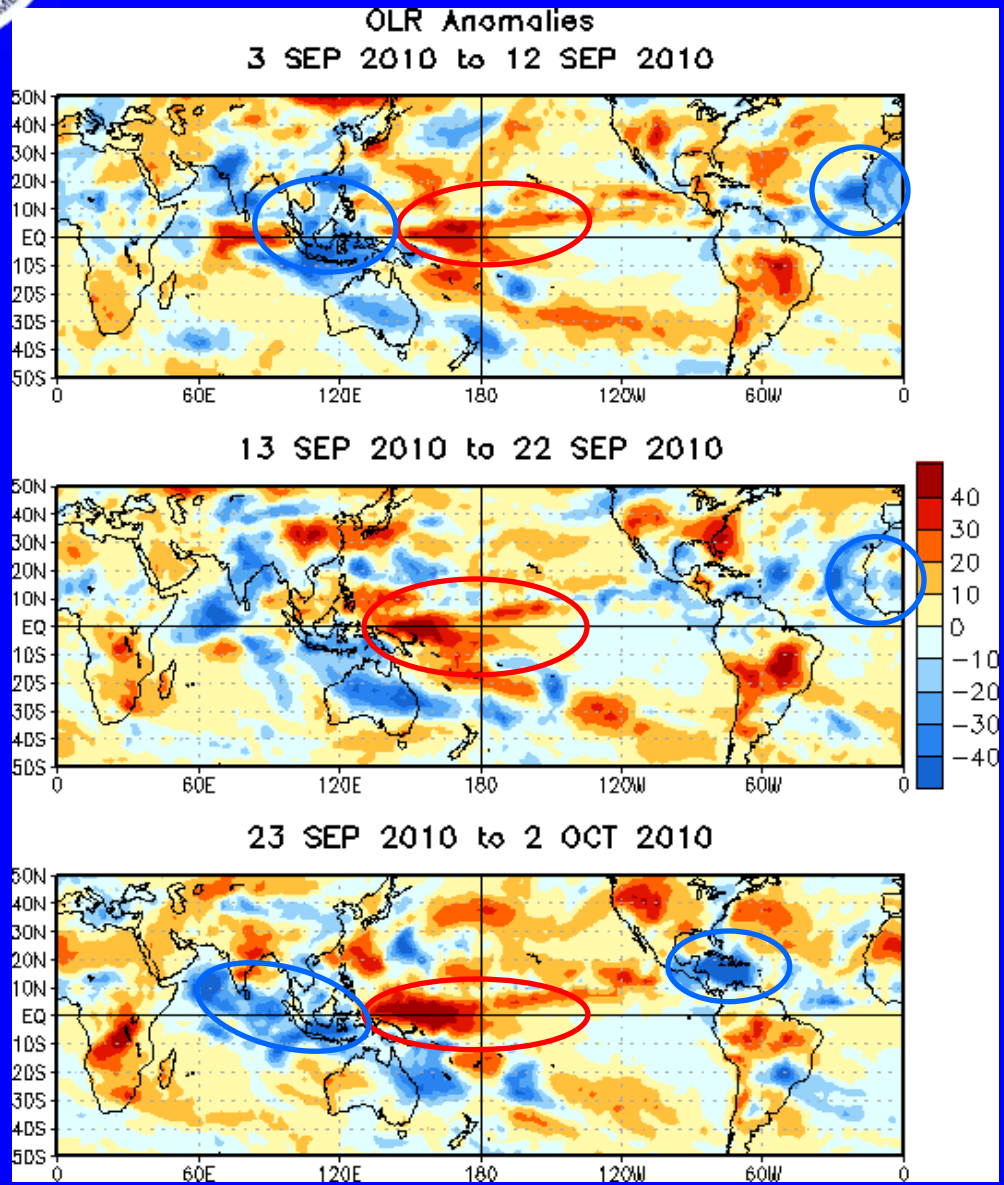 OLR Anomalies
3 SEP 2010 to 12 SEP 2010
50N
40N
30N
20N
10N
EQ
10S
20S
30S
40S
50S
0 60E 120E 180 120W 60W 0
13 SEP 2010 to 22 SEP 2010
50N
40N
30N
20N
10N
EQ
10S
20S
30S
40S
50S
0 60E 120E 180 120W 60W 0
40
30
20
10
0
-10
-20
-30
-40
23 SEP 2010 to 2 OCT 2010
50N
40N
30N
20N
10N
EQ
10S
20S
30S
40S
50S
0 60E 120E 180 120W 60W 0